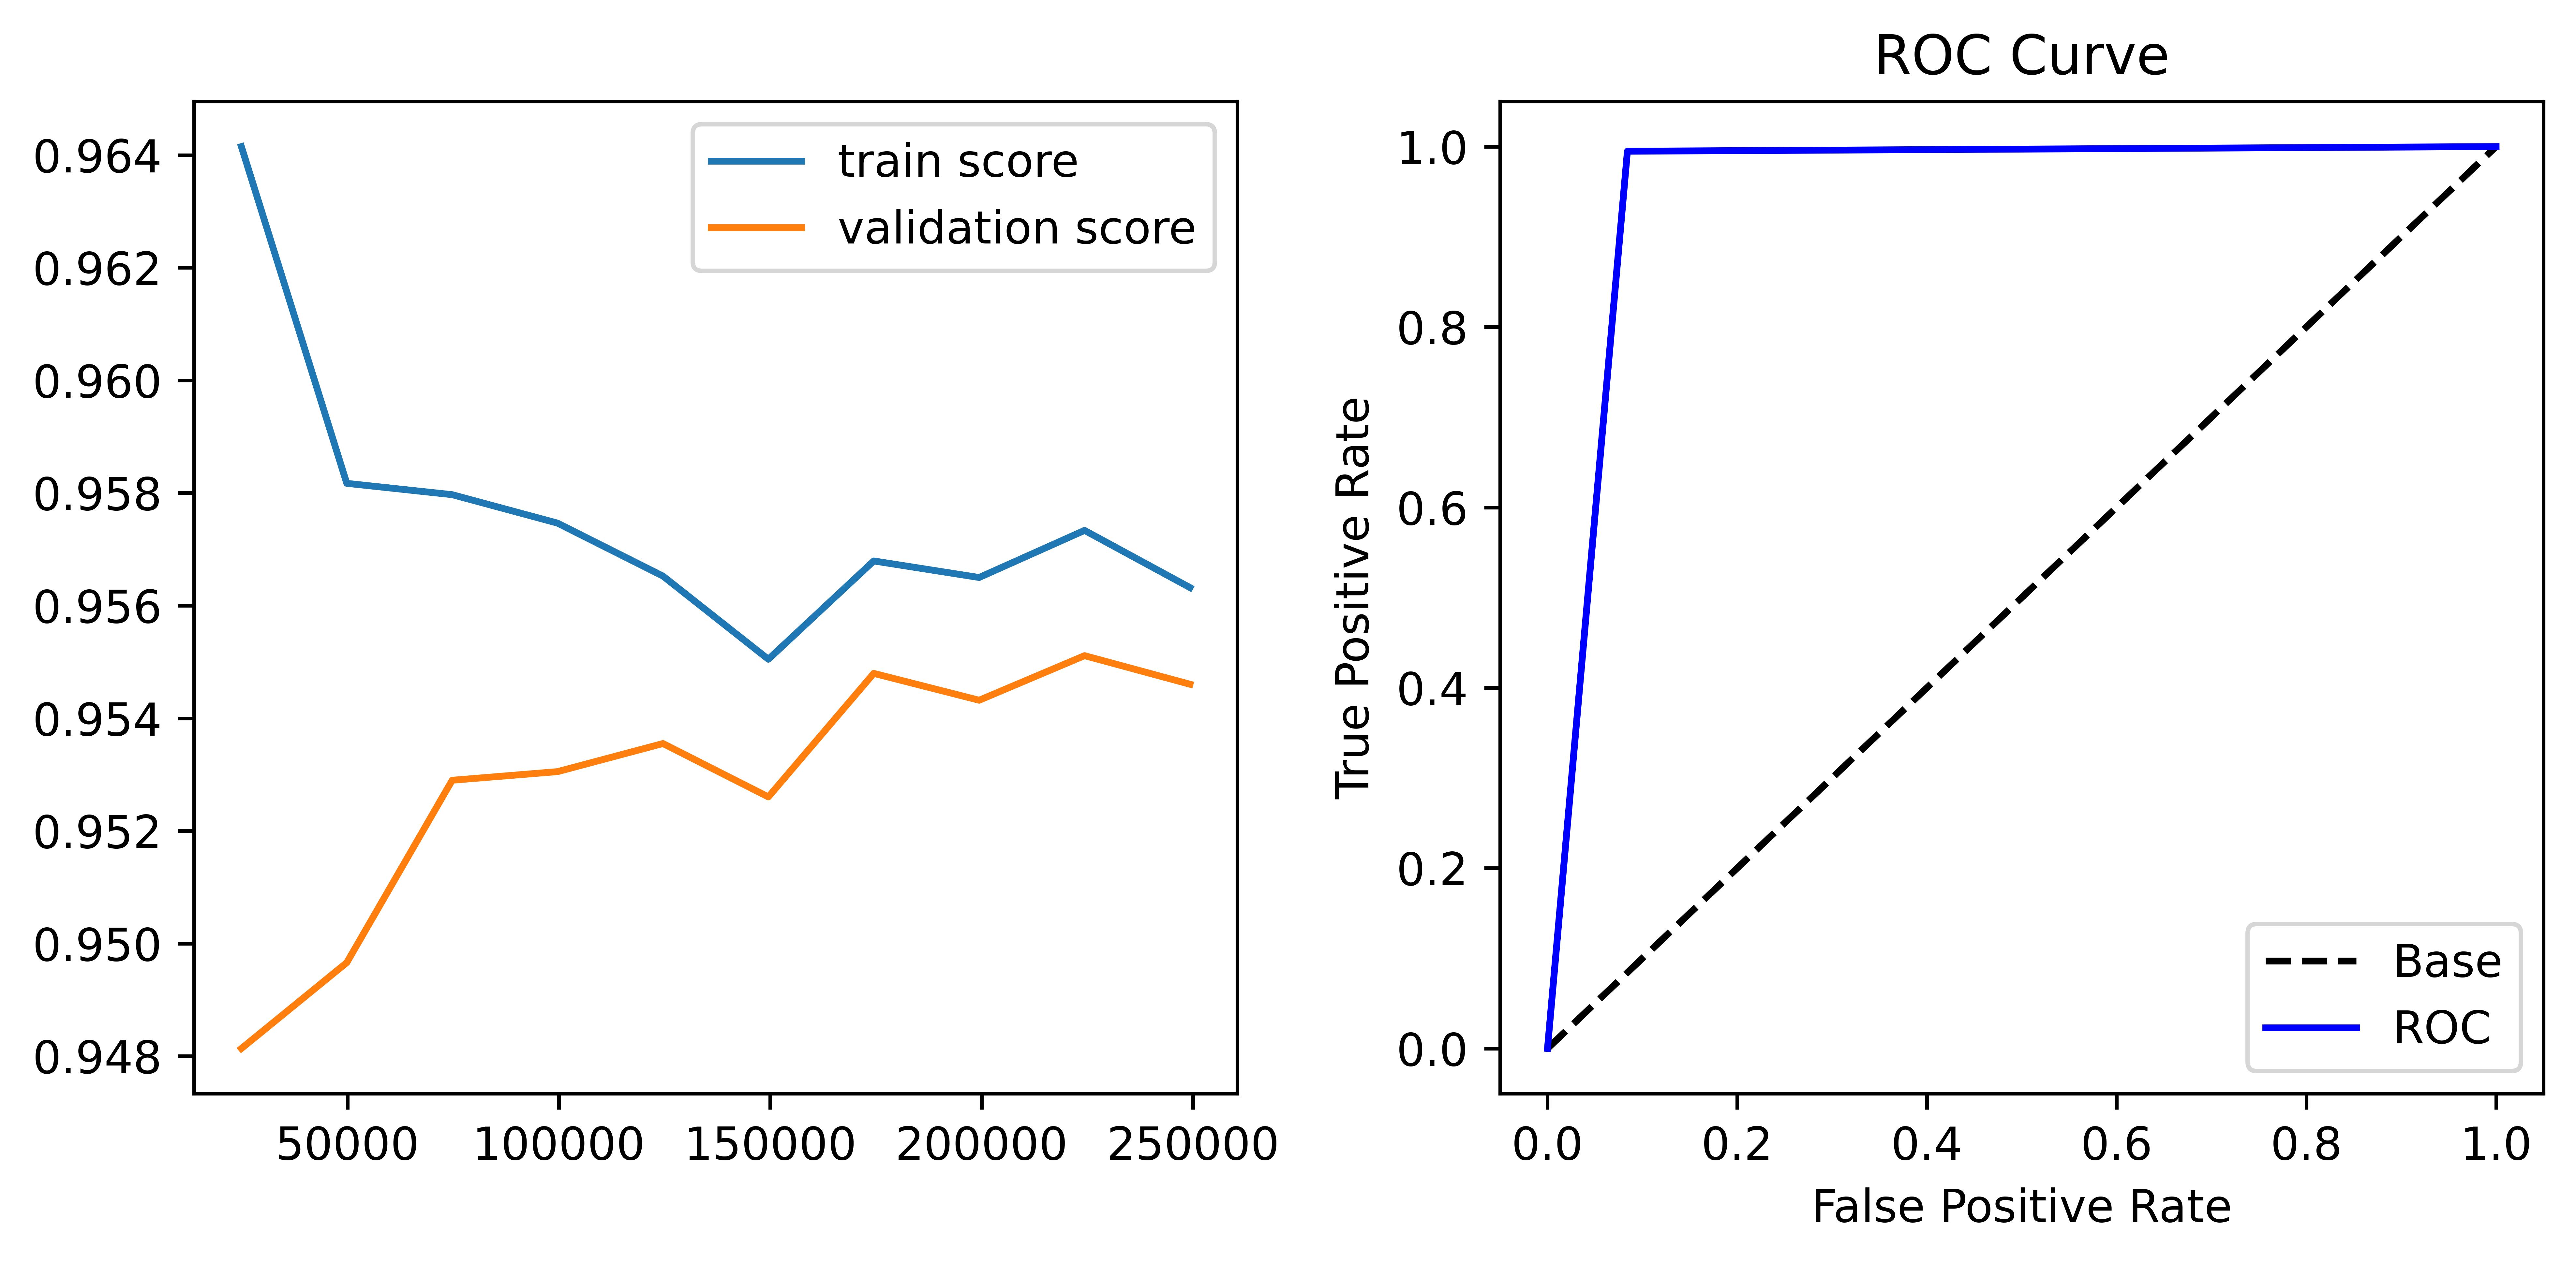 0.964
0.962
0.960
0.958
0.956
0.954
0.952
0.950
0.948
50000 100000 150000 200000 250000
train score
validation score
ROC Curve
True Positive Rate
1.0
0.8
0.6
0.4
0.2
0.0
0.0 0.2 0.4 0.6 0.8 1.0
False Positive Rate
Base
ROC